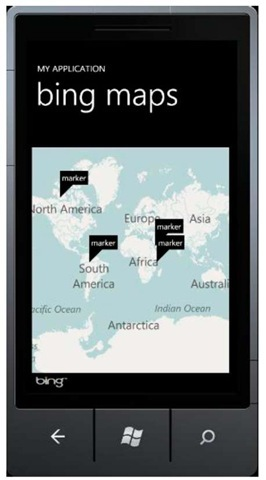 MY APPLICATION
bing maps
marker
North America
Europe
Asia
marker
marker
marker
Africa
South
America
Australi
acific Ocean
Indian Ocean
Antarctica
bing